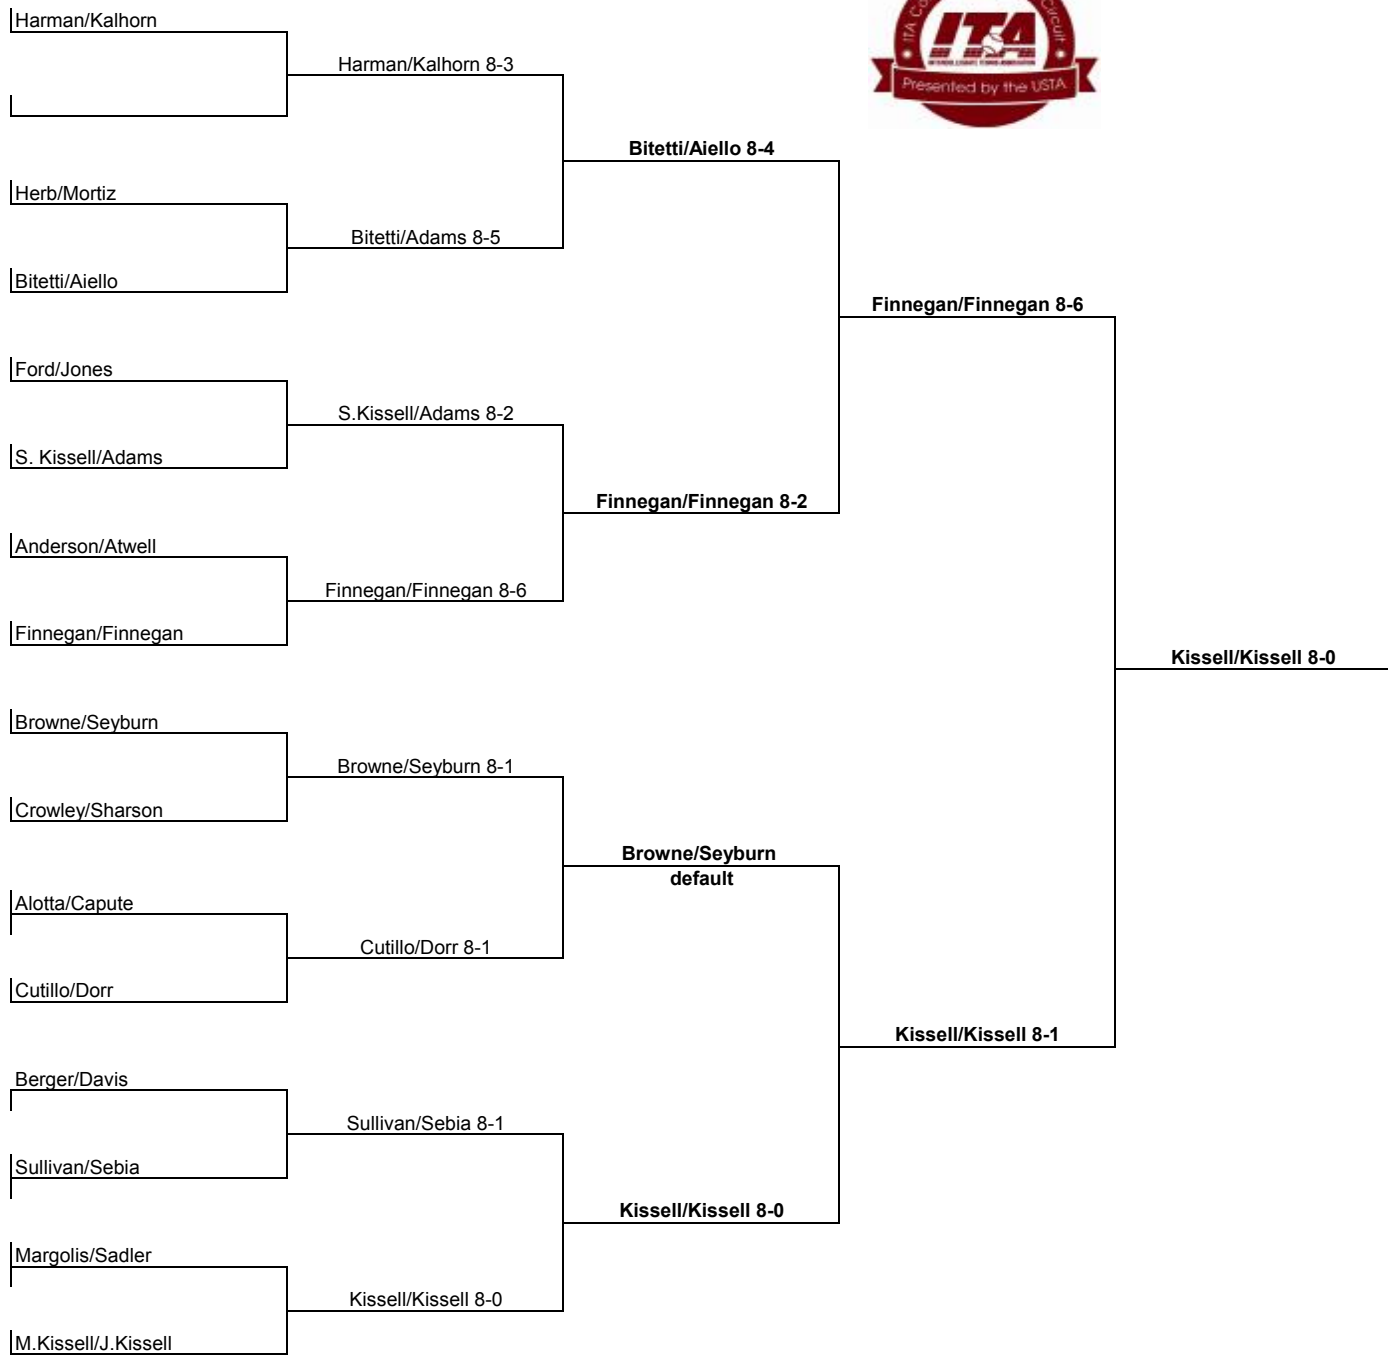 Harman/Kalhorn
Harman/Kalhorn 8-3
Bitetti/Aiello 8-4
Herb/Mortiz
Bitetti/Adams 8-5
Bitetti/Aiello
Finnegan/Finnegan 8-6
Ford/Jones
S.Kissell/Adams 8-2
S. Kissell/Adams
Finnegan/Finnegan 8-2
Anderson/Atwell
Finnegan/Finnegan 8-6
Finnegan/Finnegan
Kissell/Kissell 8-0
Browne/Seyburn
Browne/Seyburn 8-1
Crowley/Sharson
Browne/Seyburn
default
Alotta/Capute
Cutillo/Dorr 8-1
Cutillo/Dorr
Kissell/Kissell 8-1
Berger/Davis
Sullivan/Sebia 8-1
Sullivan/Sebia
Kissell/Kissell 8-0
Margolis/Sadler
Kissell/Kissell 8-0
M.Kissell/J.Kissell
ITA
Circuit
ITA
Presented by the USTA